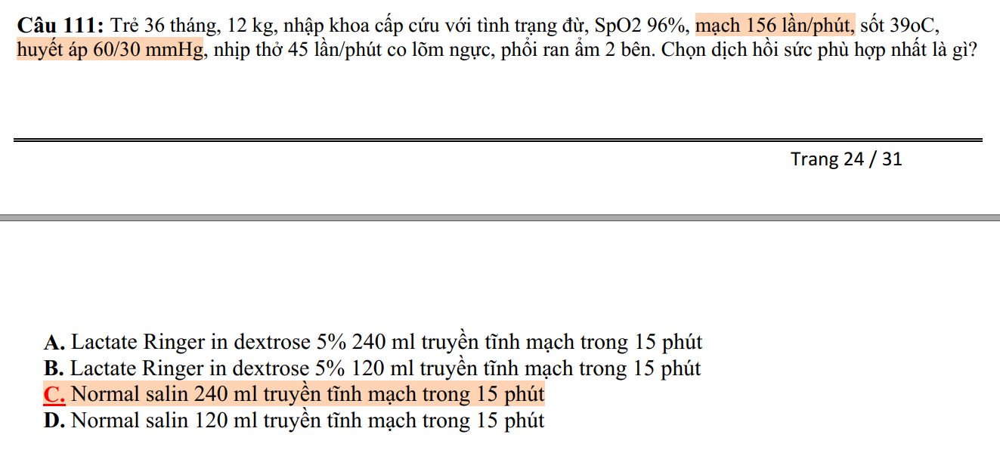 Câu 111: Trẻ 36 tháng, 12 kg, nhập khoa cấp cứu với tình trạng đừ, SpO2 96%, mạch 156 lần/phút, sốt 39oC,
huyết áp 60/30 mmHg, nhịp thở 45 lần/phút co lõm ngực, phổi ran ẩm 2 bên. Chọn dịch hồi sức phù hợp nhất là gì?
Trang 24 / 31
A. Lactate Ringer in dextrose 5% 240 ml truyền tĩnh mạch trong 15 phút
B. Lactate Ringer in dextrose 5% 120 ml truyền tĩnh mạch trong 15 phút
C. Normal salin 240 ml truyền tĩnh mạch trong 15 phút
D. Normal salin 120 ml truyền tĩnh mạch trong 15 phút